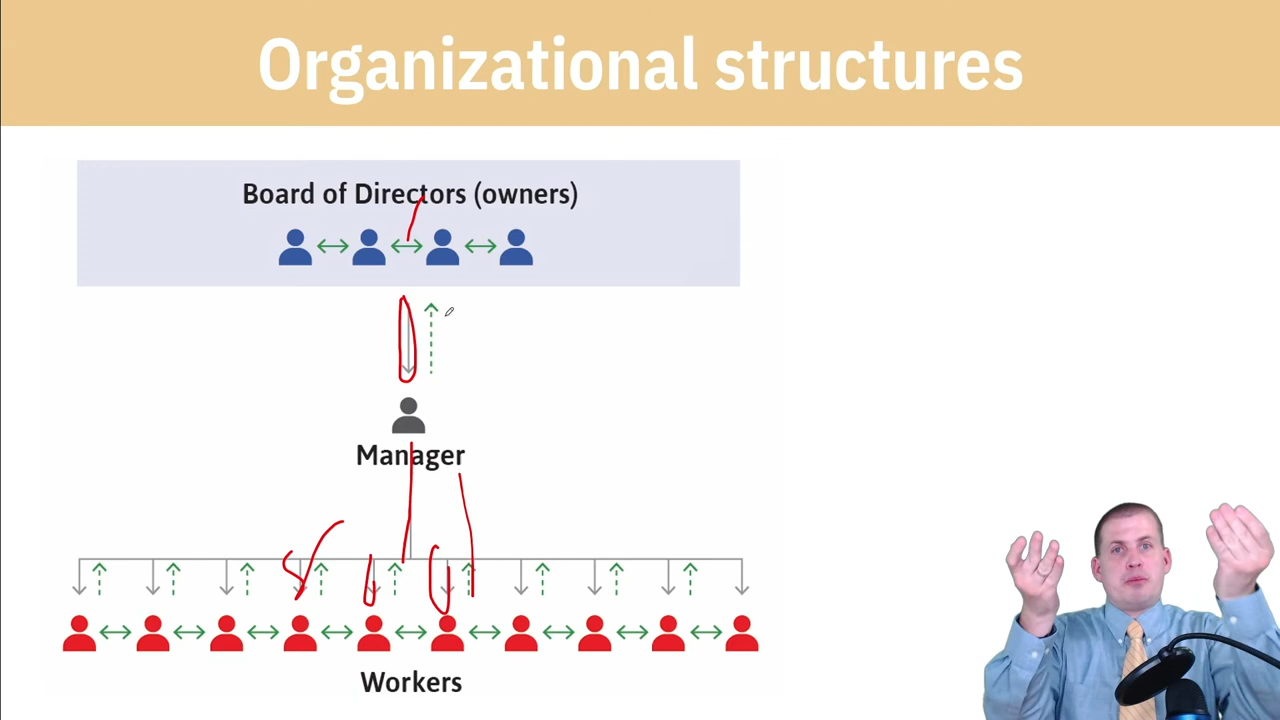 Organizational structures
Board of Directors (owners)
Manager
Workers